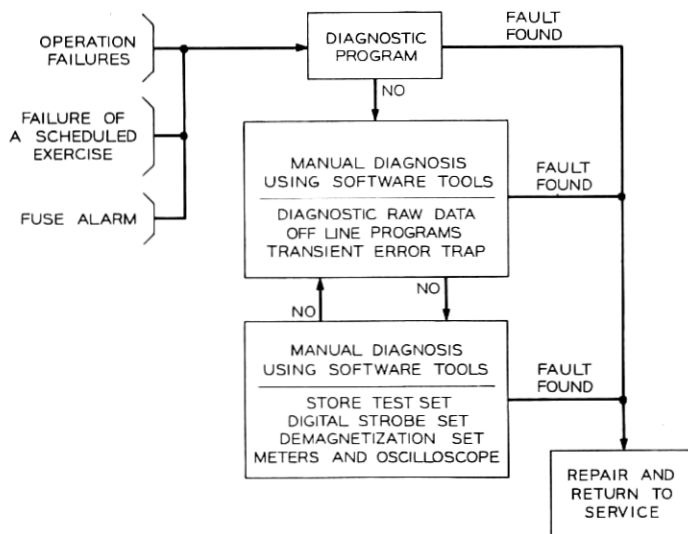 OPERATION
FAILURES
FAILURE OF
A SCHEDULED
EXERCISE
FUSE ALARM
DIAGNOSTIC
PROGRAM
FAULT
FOUND
NO
MANUAL DIAGNOSIS
USING SOFTWARE TOOLS
DIAGNOSTIC RAW DATA
OFF LINE PROGRAMS
TRANSIENT ERROR TRAP
FAULT
FOUND
NO
NO
MANUAL DIAGNOSIS
USING SOFTWARE TOOLS
STORE TEST SET
DIGITAL STROBE SET
DEMAGNETIZATION SET
METERS AND OSCILLOSCOPE
FAULT
FOUND
REPAIR AND
RETURN TO
SERVICE